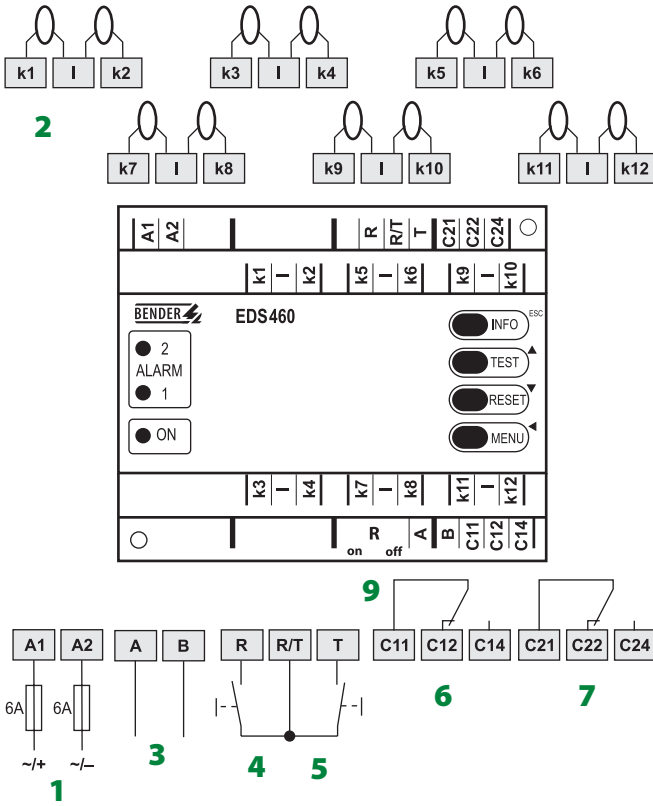 k1 I k2 k3 I k4 k5 I k6
2
k7 I k8 k9 I k10 k11 I k12
A1 A2 R R/T T C21 C22 C24
k1 I k2 k5 I k6 k9 I k10
BENDER EDS460
INFO ESC
2
ALARM
1
TEST
RESET
ON
MENU
k3 I k4 k7 I k8 k11 I k12
R
on off
A B C11 C12 C14
9
A1 A2 A B R R/T T C11 C12 C14 C21 C22 C24
6A 6A
6 7
3 4 5
~/+ ~/–
1